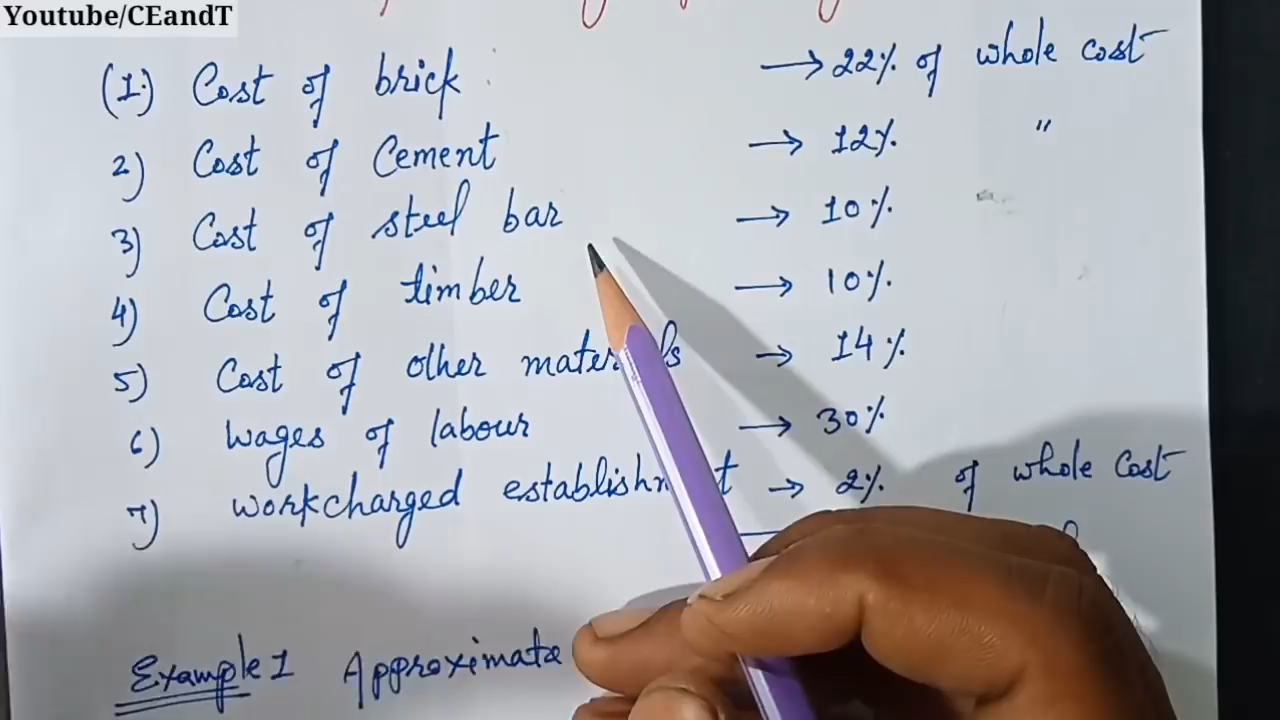 Youtube/CEandT
(1.) Cost of brick → 22% of whole cost
2) Cost of Cement → 12% "
3) Cost of steel bar → 10%
4) Cost of timber → 10%
5) Cost of other materials → 14%
6) Wages of labour → 30%
7) Workcharged establishment → 2% of whole cost
Example 1 Approximate